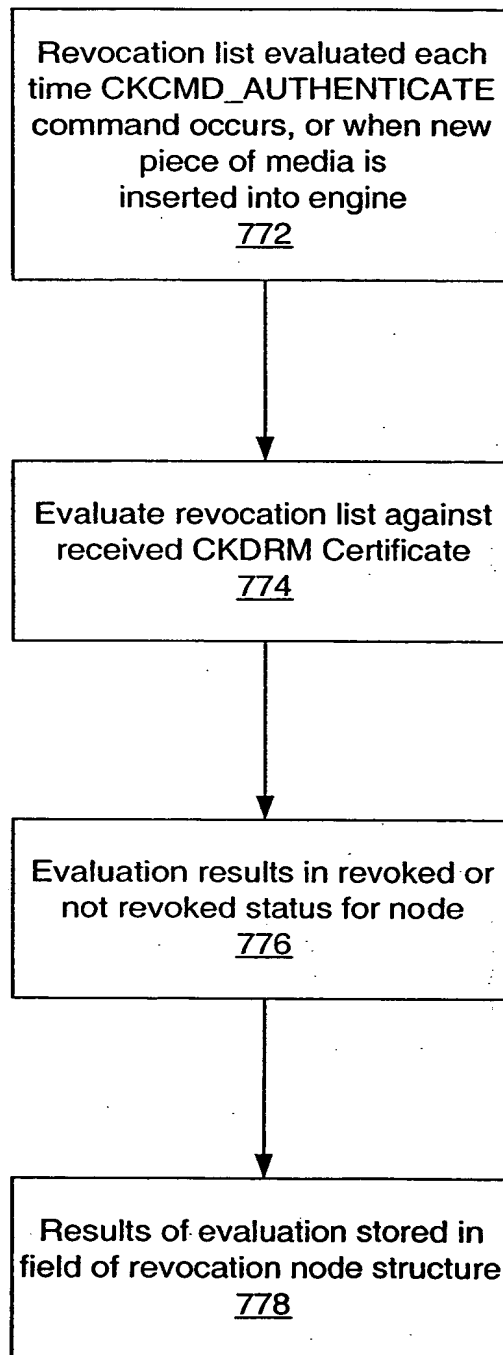 Revocation list evaluated each
time CKCMD_AUTHENTICATE
command occurs, or when new
piece of media is
inserted into engine
772
Evaluate revocation list against
received CKDRM Certificate
774
Evaluation results in revoked or
not revoked status for node
776
Results of evaluation stored in
field of revocation node structure
778